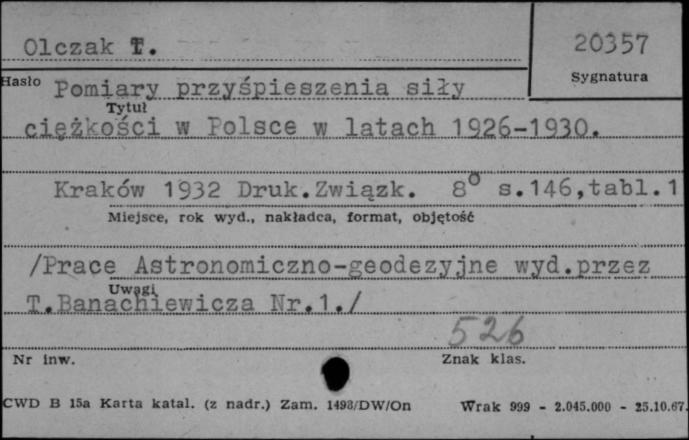 Olczak T.
20357
Sygnatura
Hasło
Pomiary przyśpieszenia siły
Tytuł
ciężkości w Polsce w latach 1926-1930.
Kraków 1932 Druk.Związk. 8° s.146,tabl.1
Miejsce, rok wyd., nakładca, format, objętość
/Prace Astronomiczno-geodezyjne wyd.przez
Uwagi
T.Banachiewicza Nr.1./
526
Nr inw.
Znak klas.
CWD B 15a Karta katal. (z nadr.) Zam. 1498/DW/On
Wrak 999 - 2.045.000 - 25.10.67.